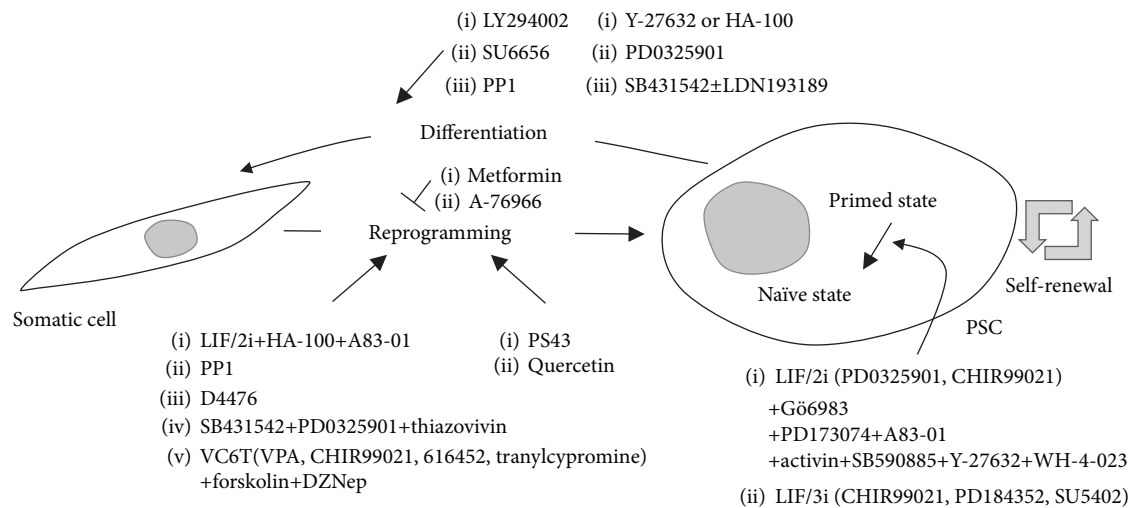 (i) LY294002
(ii) SU6656
(iii) PP1
(i) Y-27632 or HA-100
(ii) PD0325901
(iii) SB431542±LDN193189
Differentiation
(i) Metformin
(ii) A-76966
Reprogramming
Somatic cell
Primed state
Naïve state
Self-renewal
PSC
(i) LIF/2i+HA-100+A83-01
(ii) PP1
(iii) D4476
(iv) SB431542+PD0325901+thiazovivin
(v) VC6T(VPA, CHIR99021, 616452, tranylcypromine)
+forskolin+DZNep
(i) PS43
(ii) Quercetin
(i) LIF/2i (PD0325901, CHIR99021)
+Gö6983
+PD173074+A83-01
+activin+SB590885+Y-27632+WH-4-023
(ii) LIF/3i (CHIR99021, PD184352, SU5402)